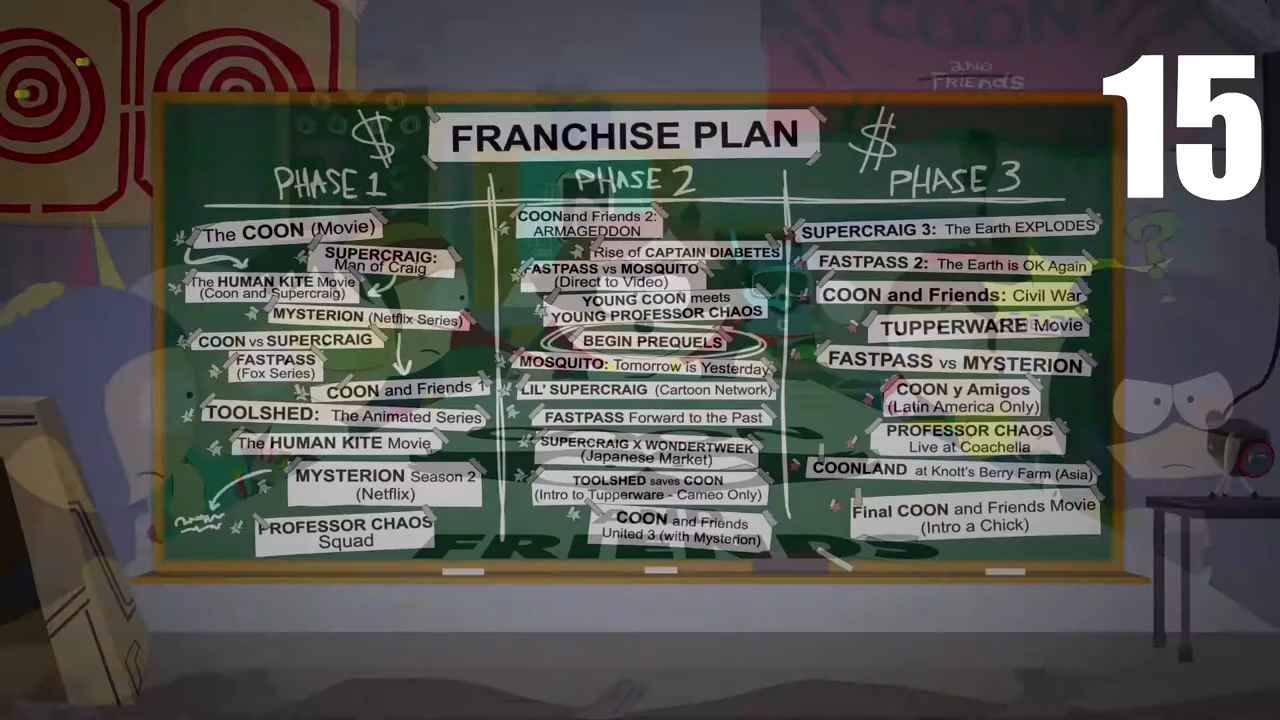 COON
AND
FRIENDS
15
$ FRANCHISE PLAN $
PHASE 1
The COON (Movie)
SUPERCRAIG:
Man of Craig
The HUMAN KITE Movie
(Coon and Supercraig)
MYSTERION (Netflix Series)
COON vs SUPERCRAIG
FASTPASS
(Fox Series)
COON and Friends 1
TOOLSHED: The Animated Series
The HUMAN KITE Movie
MYSTERION Season 2
(Netflix)
PROFESSOR CHAOS
Squad
PHASE 2
COONand Friends 2:
ARMAGEDDON
Rise of CAPTAIN DIABETES
FASTPASS vs MOSQUITO
(Direct to Video)
YOUNG COON meets
YOUNG PROFESSOR CHAOS
BEGIN PREQUELS
MOSQUITO: Tomorrow is Yesterday
LIL' SUPERCRAIG (Cartoon Network)
FASTPASS Forward to the Past
SUPERCRAIG X WONDERTWEEK
(Japanese Market)
TOOLSHED saves COON
(Intro to Tupperware - Cameo Only)
COON and Friends
United 3 (with Mysterion)
PHASE 3
SUPERCRAIG 3: The Earth EXPLODES
FASTPASS 2: The Earth is OK Again
COON and Friends: Civil War
TUPPERWARE Movie
FASTPASS vs MYSTERION
COON y Amigos
(Latin America Only)
PROFESSOR CHAOS
Live at Coachella
COONLAND at Knott's Berry Farm (Asia)
Final COON and Friends Movie
(Intro a Chick)
FRIENDS
?